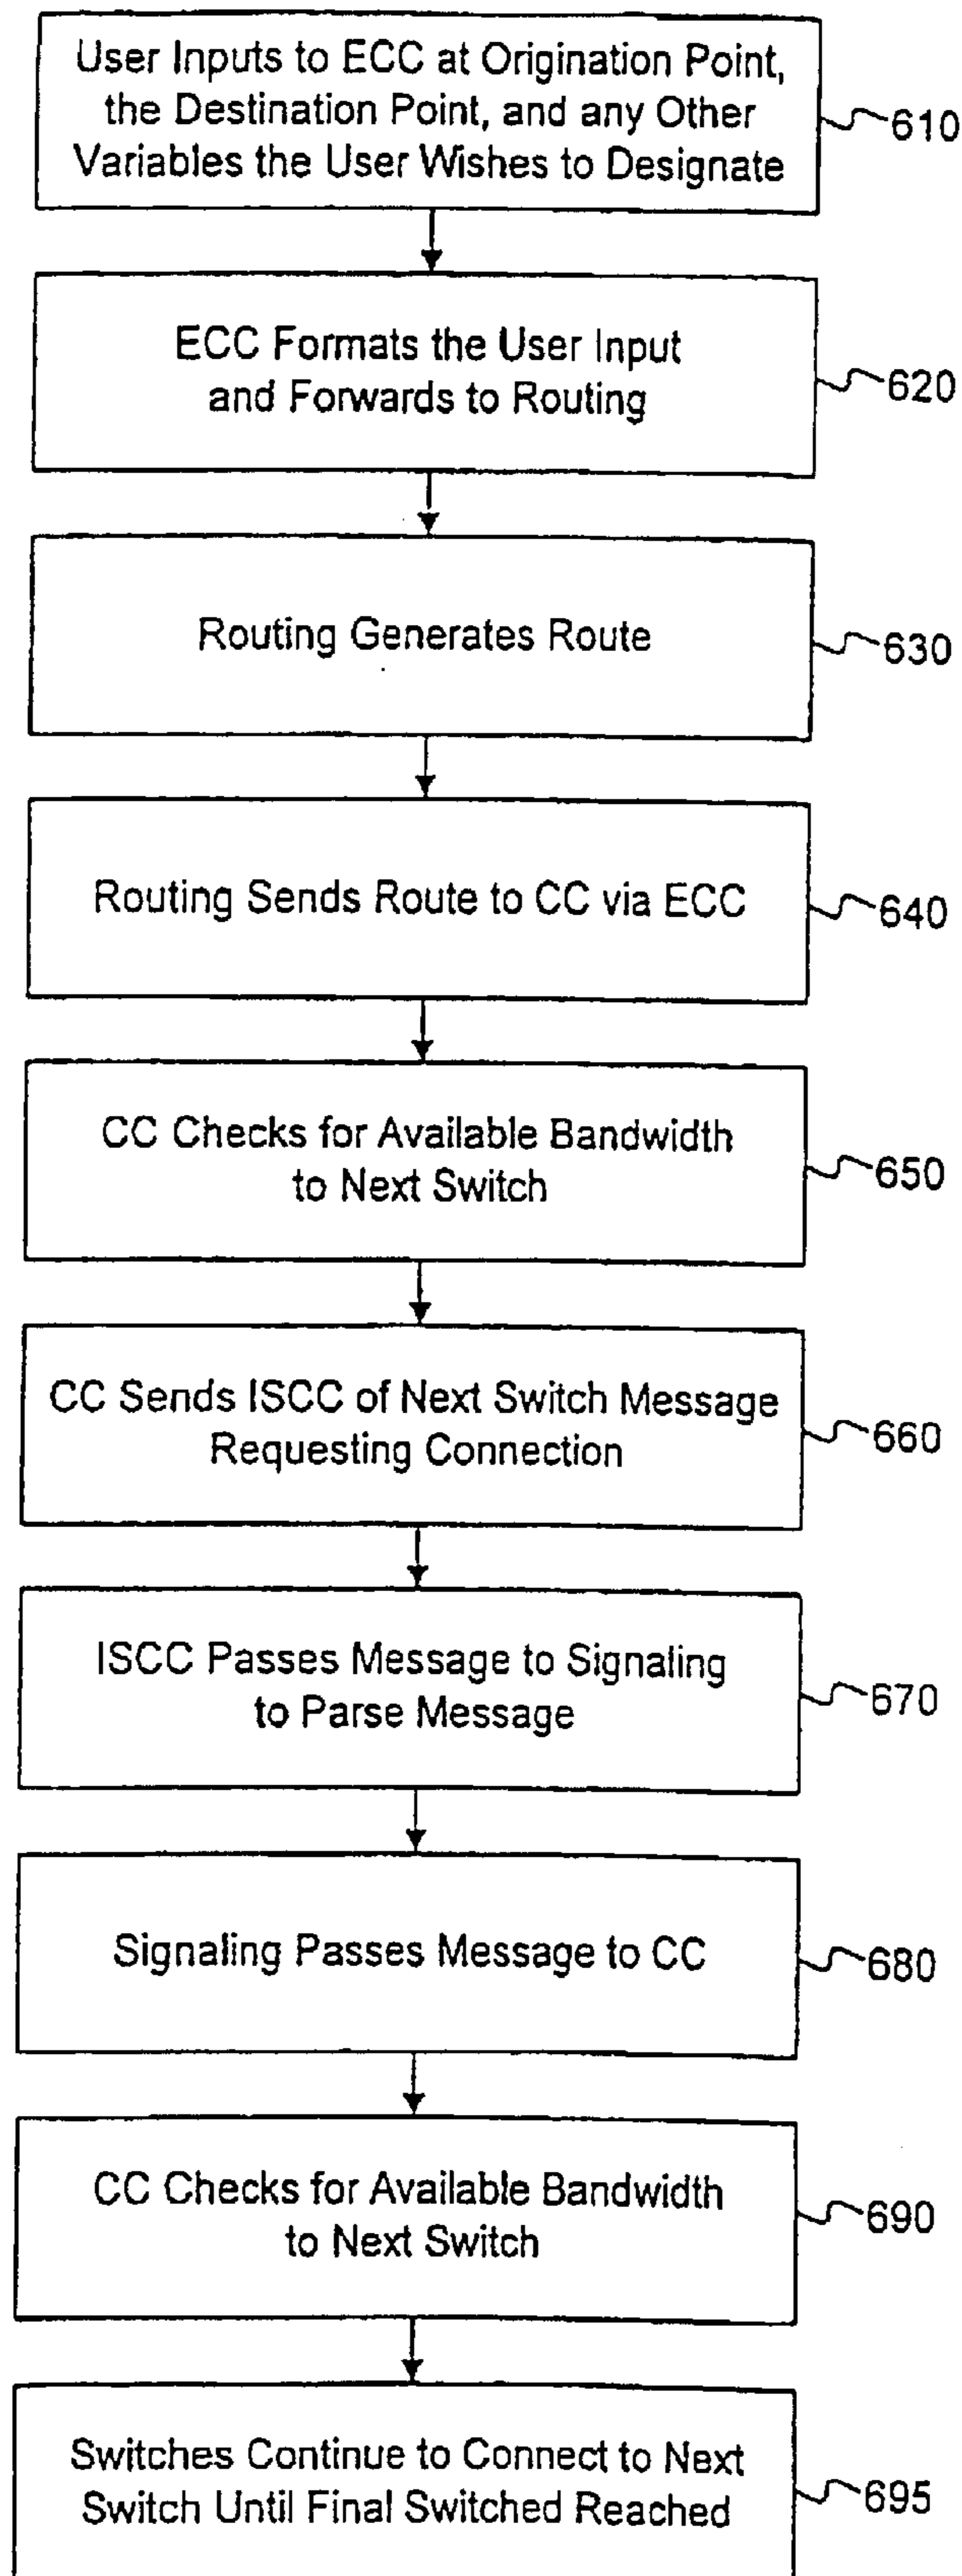 User Inputs to ECC at Origination Point,
the Destination Point, and any Other
Variables the User Wishes to Designate
610
ECC Formats the User Input
and Forwards to Routing
620
Routing Generates Route
630
Routing Sends Route to CC via ECC
640
CC Checks for Available Bandwidth
to Next Switch
650
CC Sends ISCC of Next Switch Message
Requesting Connection
660
ISCC Passes Message to Signaling
to Parse Message
670
Signaling Passes Message to CC
680
CC Checks for Available Bandwidth
to Next Switch
690
Switches Continue to Connect to Next
Switch Until Final Switched Reached
695